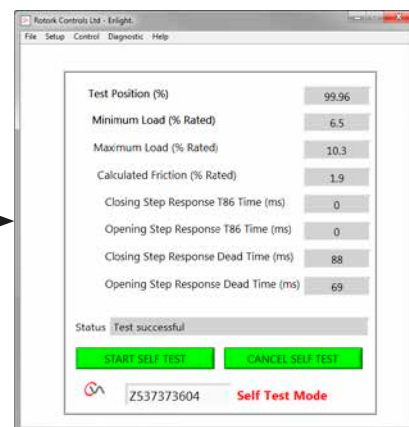 Rotork Controls Ltd - Enlight.
File Setup Control Diagnostic Help
Test Position (%) 99.96
Minimum Load (% Rated) 6.5
Maximum Load (% Rated) 10.3
Calculated Friction (% Rated) 1.9
Closing Step Response T86 Time (ms) 0
Opening Step Response T86 Time (ms) 0
Closing Step Response Dead Time (ms) 88
Opening Step Response Dead Time (ms) 69
Status Test successful
START SELF TEST CANCEL SELF TEST
ZS37373604 Self Test Mode